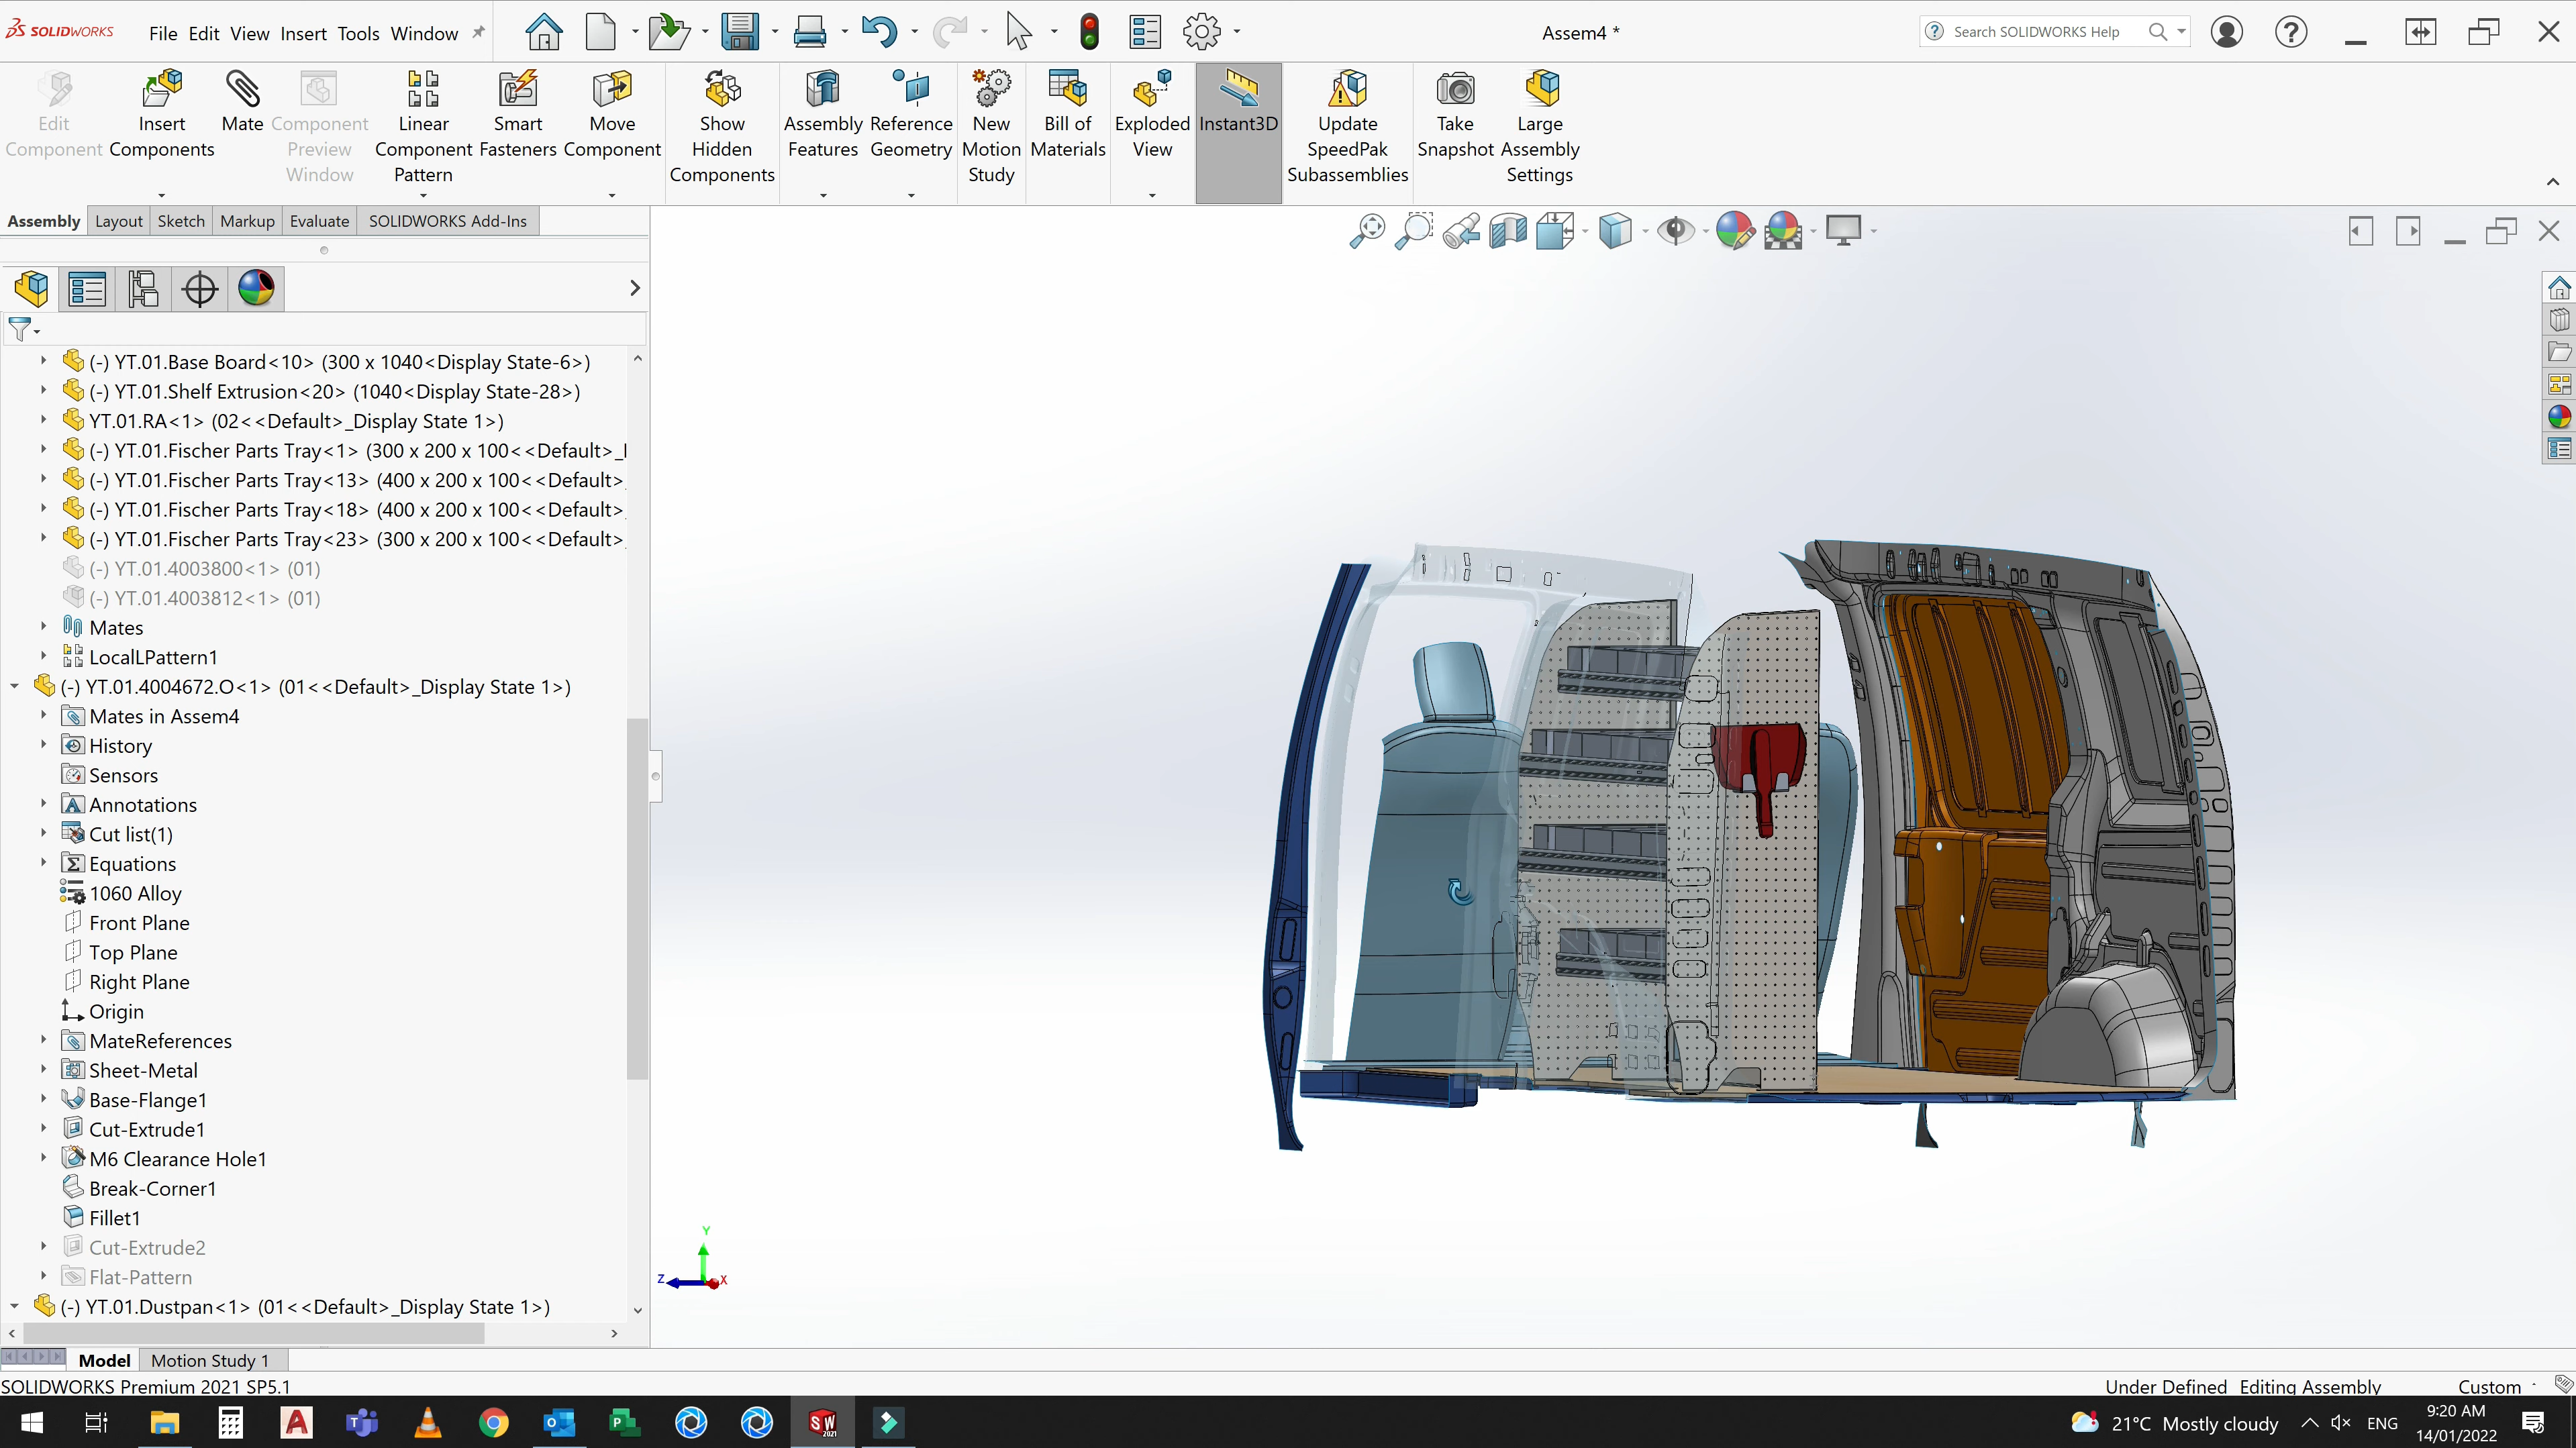 SOLIDWORKS
File Edit View Insert Tools Window
Assem4 *
Search SOLIDWORKS Help
Edit Component
Insert Components
Mate
Component Preview Window
Linear Component Pattern
Smart Fasteners
Move Component
Show Hidden Components
Assembly Features
Reference Geometry
New Motion Study
Bill of Materials
Exploded View
Instant3D
Update SpeedPak Subassemblies
Take Snapshot
Large Assembly Settings
Assembly Layout Sketch Markup Evaluate SOLIDWORKS Add-Ins
(-) YT.01.Base Board<10> (300 x 1040<Display State-6>)
(-) YT.01.Shelf Extrusion<20> (1040<Display State-28>)
YT.01.RA<1> (02<<Default>_Display State 1>)
(-) YT.01.Fischer Parts Tray<1> (300 x 200 x 100<<Default>_
(-) YT.01.Fischer Parts Tray<13> (400 x 200 x 100<<Default>_
(-) YT.01.Fischer Parts Tray<18> (400 x 200 x 100<<Default>_
(-) YT.01.Fischer Parts Tray<23> (300 x 200 x 100<<Default>_
(-) YT.01.4003800<1> (01)
(-) YT.01.4003812<1> (01)
Mates
LocalLPattern1
(-) YT.01.4004672.O<1> (01<<Default>_Display State 1>)
Mates in Assem4
History
Sensors
Annotations
Cut list(1)
Equations
1060 Alloy
Front Plane
Top Plane
Right Plane
Origin
MateReferences
Sheet-Metal
Base-Flange1
Cut-Extrude1
M6 Clearance Hole1
Break-Corner1
Fillet1
Cut-Extrude2
Flat-Pattern
(-) YT.01.Dustpan<1> (01<<Default>_Display State 1>)
Y
Z
X
Model Motion Study 1
SOLIDWORKS Premium 2021 SP5.1
Under Defined Editing Assembly Custom
21°C Mostly cloudy
ENG
9:20 AM
14/01/2022